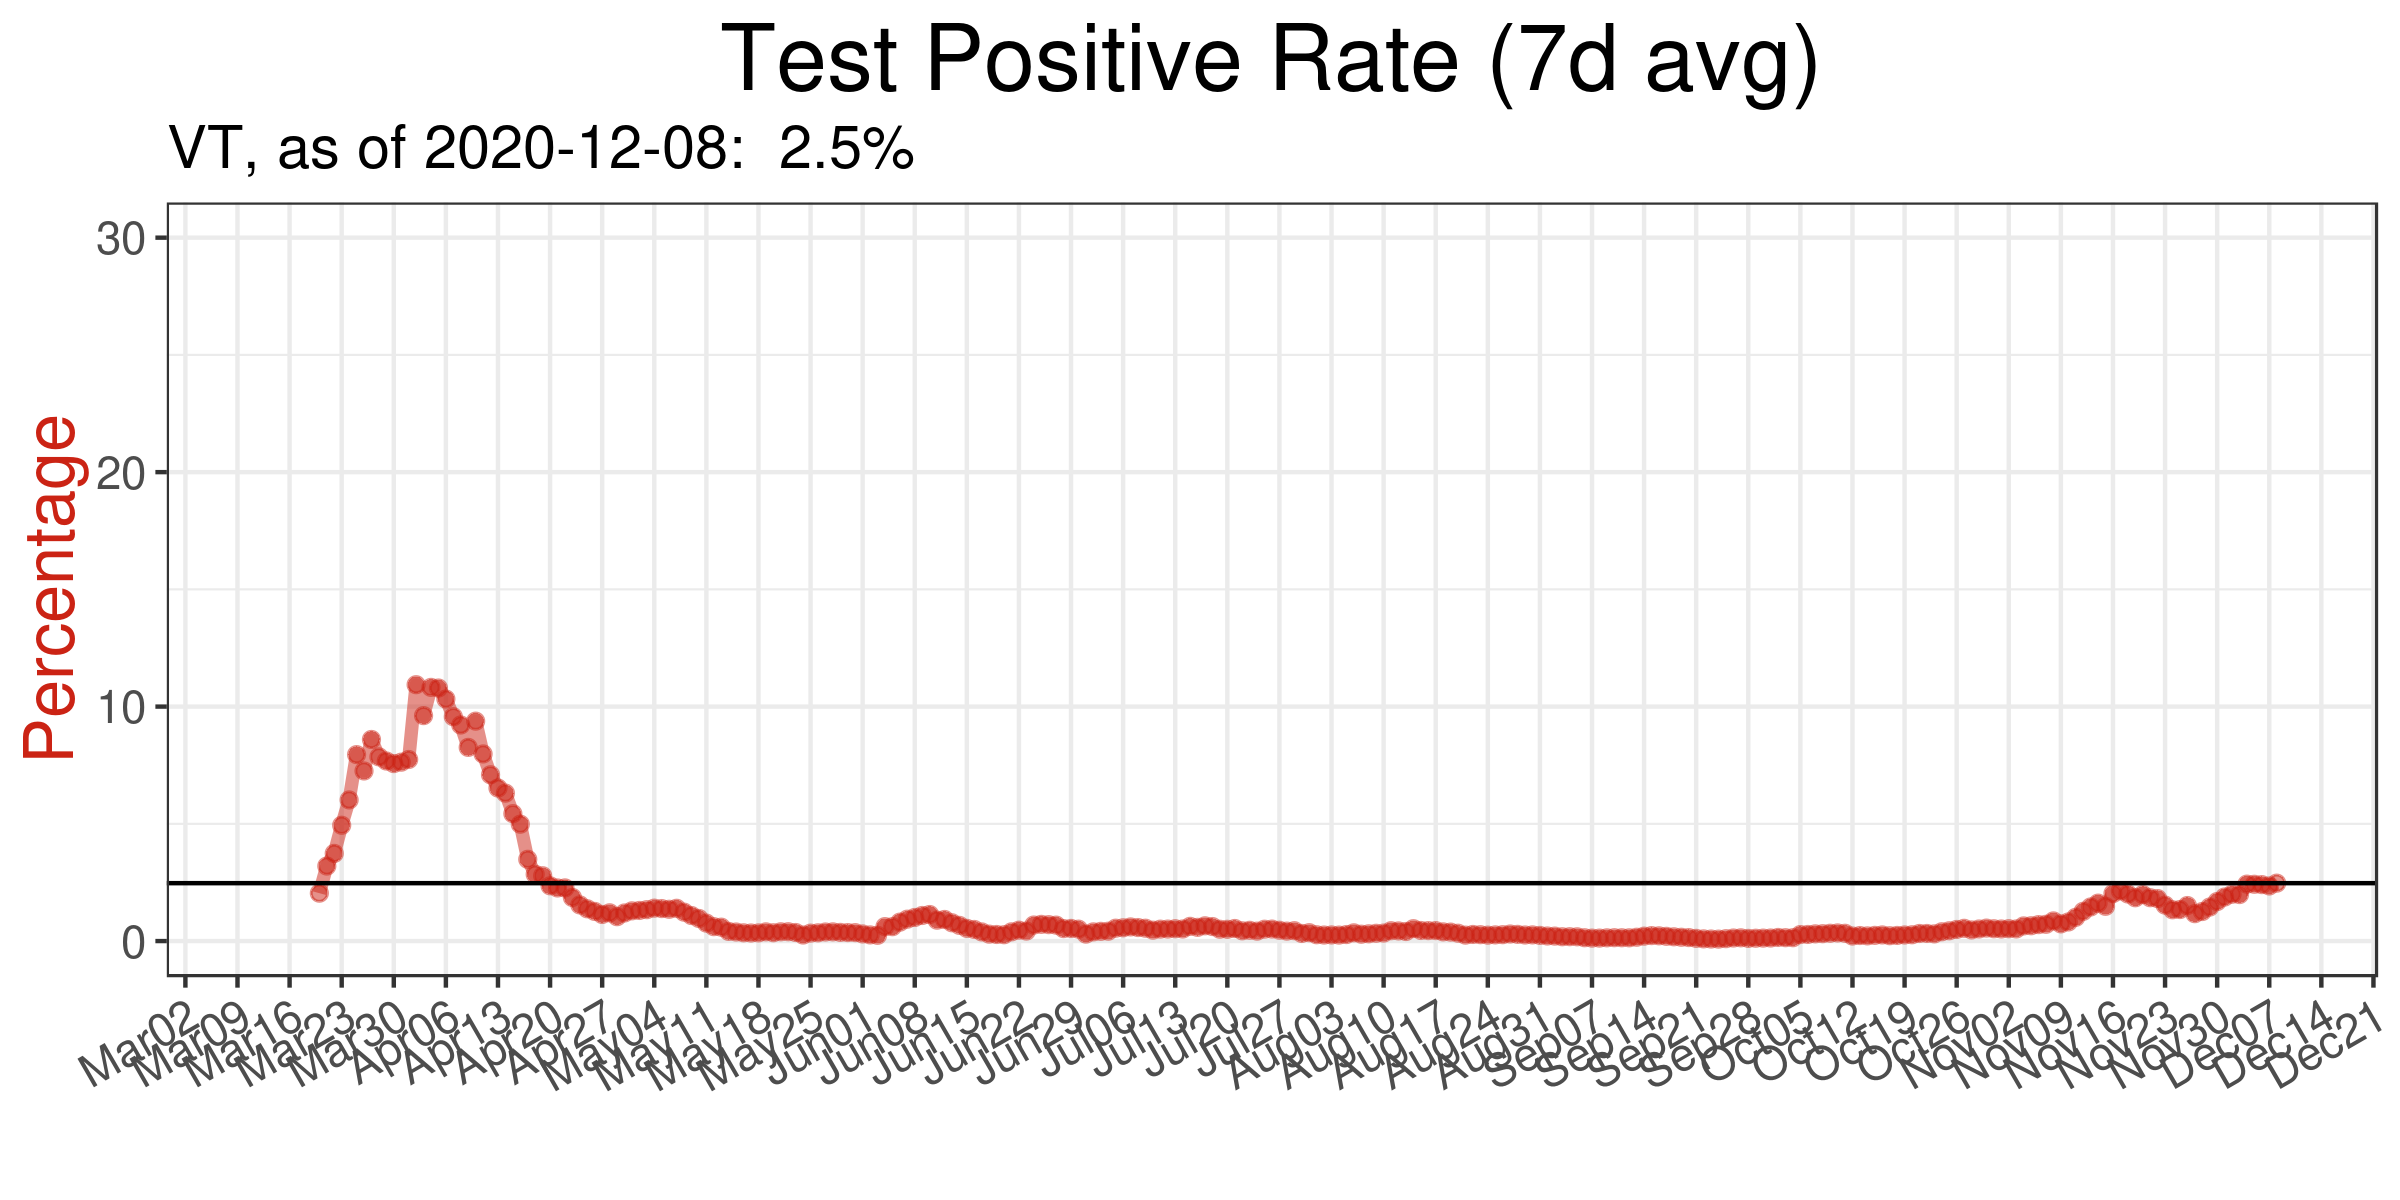 Test Positive Rate (7d avg)
VT, as of 2020-12-08:  2.5%
Percentage
30
20
10
0
Mar02
Mar09
Mar16
Mar23
Mar30
Apr06
Apr13
Apr20
Apr27
May04
May11
May18
May25
Jun01
Jun08
Jun15
Jun22
Jun29
Jul06
Jul13
Jul20
Jul27
Aug03
Aug10
Aug17
Aug24
Aug31
Sep07
Sep14
Sep21
Sep28
Oct05
Oct12
Oct19
Oct26
Nov02
Nov09
Nov16
Nov23
Nov30
Dec07
Dec14
Dec21